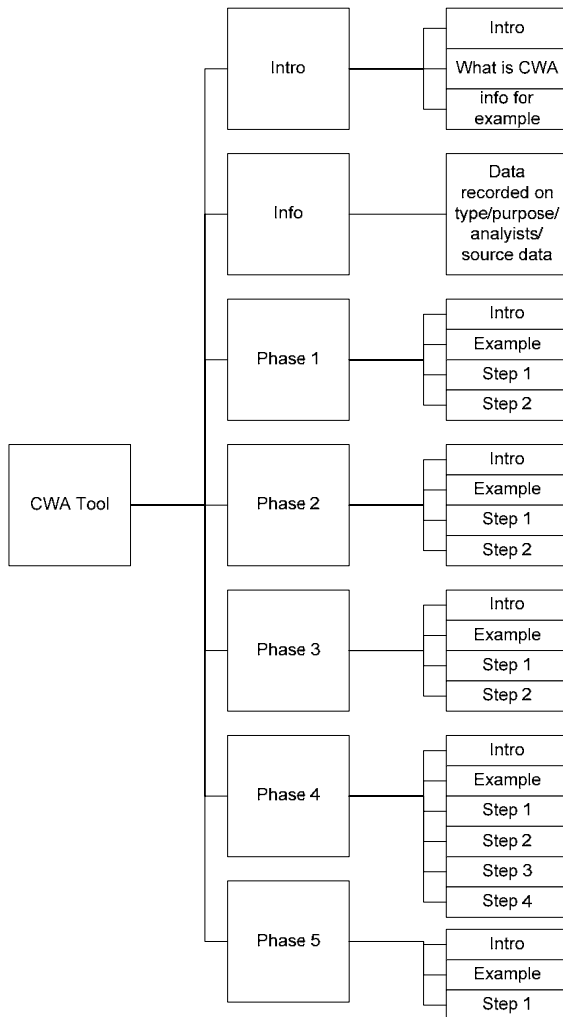 Intro
Intro
What is CWA
info for
example
Info
Data
recorded on
type/purpose/
analyists/
source data
Phase 1
Intro
Example
Step 1
Step 2
CWA Tool
Phase 2
Intro
Example
Step 1
Step 2
Phase 3
Intro
Example
Step 1
Step 2
Phase 4
Intro
Example
Step 1
Step 2
Step 3
Step 4
Phase 5
Intro
Example
Step 1